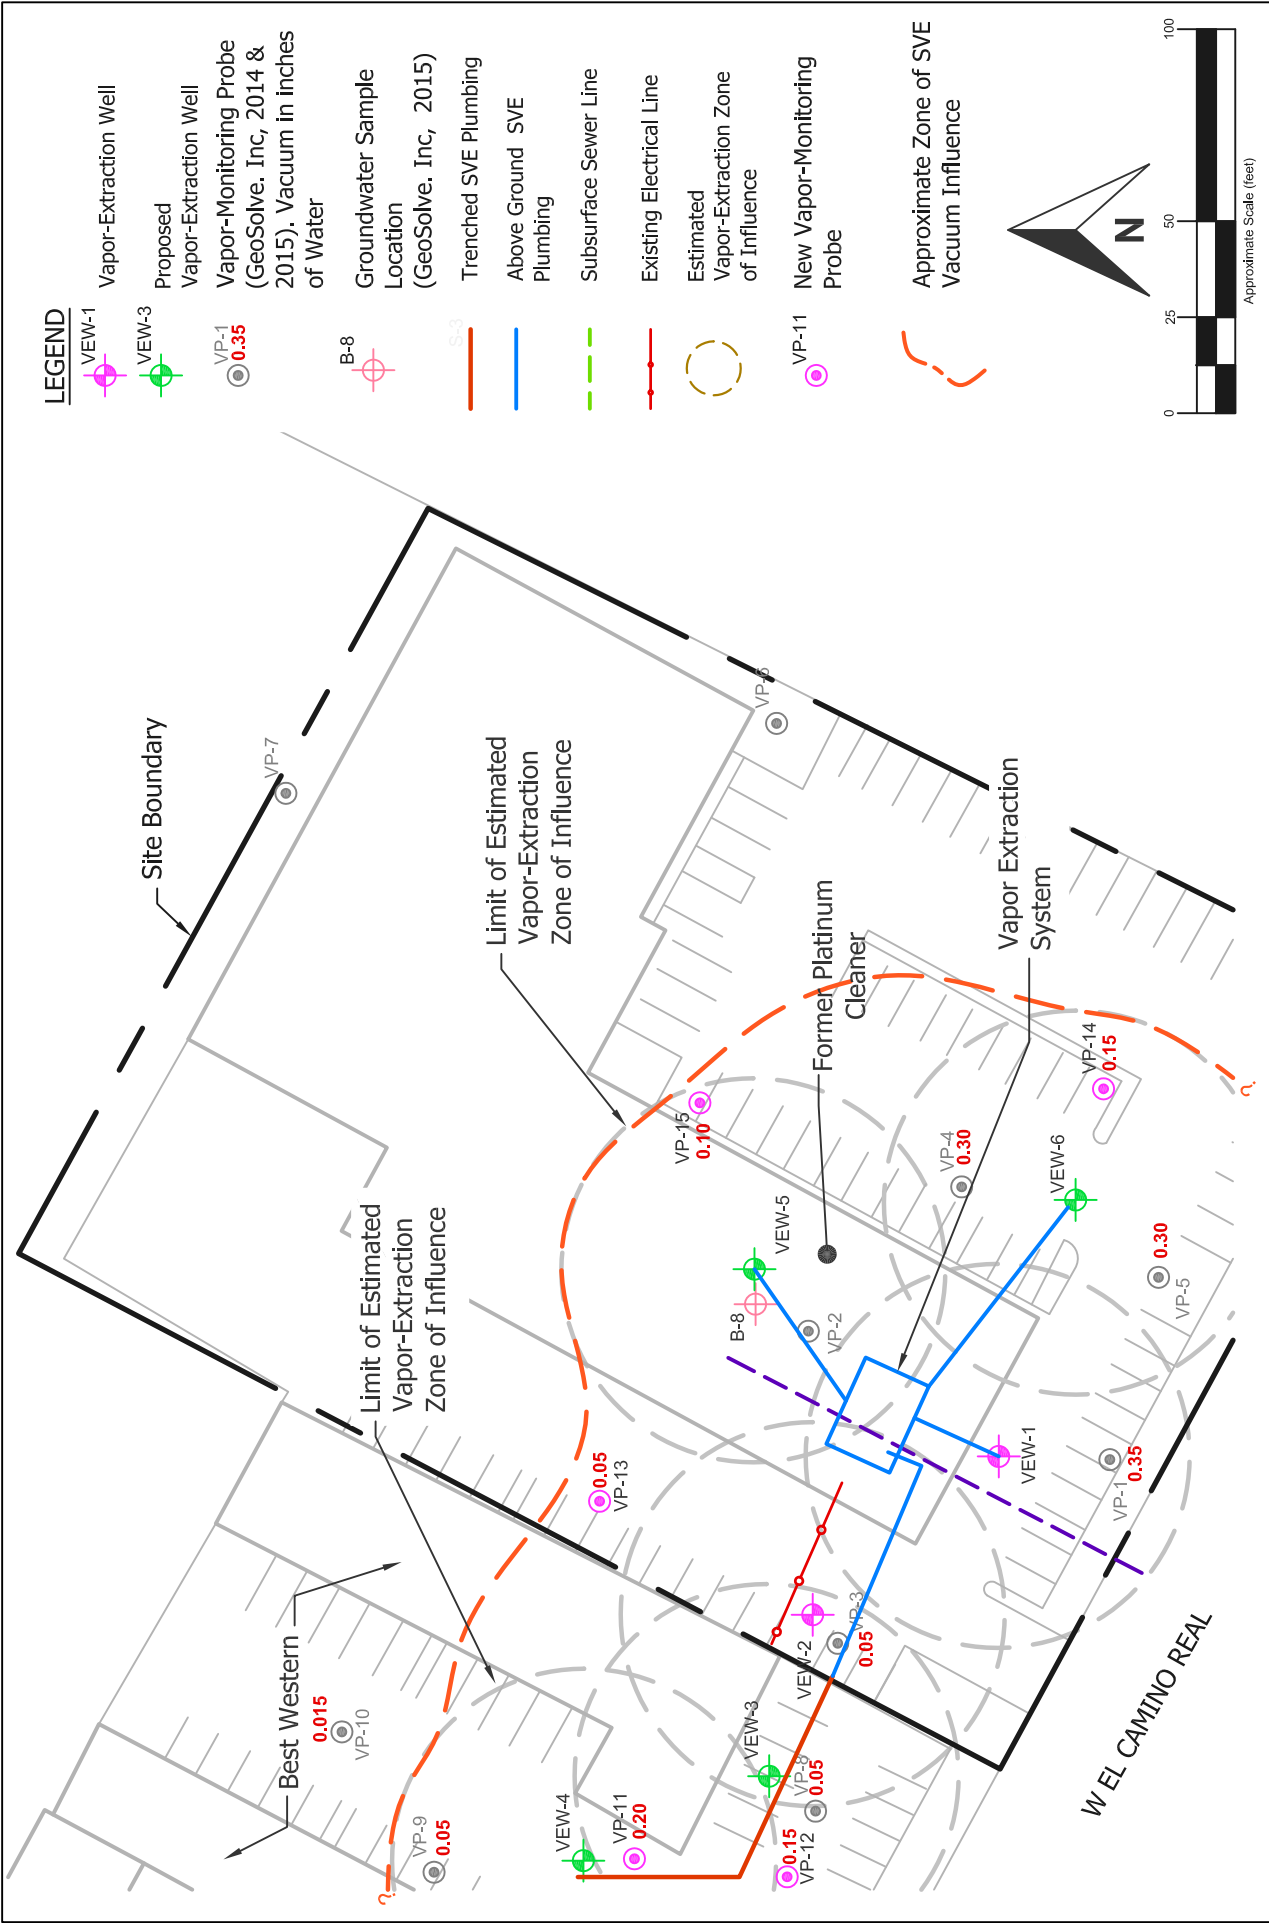 LEGEND
VEW-1
Vapor-Extraction Well
VEW-3
Proposed
Vapor-Extraction Well
VP-1
0.35
Vapor-Monitoring Probe
(GeoSolve. Inc, 2014 &
2015). Vacuum in inches
of Water
B-8
Groundwater Sample
Location
(GeoSolve. Inc, 2015)
S-3
Trenched SVE Plumbing
Above Ground SVE
Plumbing
Subsurface Sewer Line
Existing Electrical Line
Estimated
Vapor-Extraction Zone
of Influence
VP-11
New Vapor-Monitoring
Probe
Approximate Zone of SVE
Vacuum Influence
N
0
25
50
100
Approximate Scale (feet)
Site Boundary
VP-7
VP-6
Limit of Estimated
Vapor-Extraction
Zone of Influence
Former Platinum
Cleaner
Vapor Extraction
System
Limit of Estimated
Vapor-Extraction
Zone of Influence
Best Western
VP-15
0.10
VP-14
0.15
VP-4
0.30
VEW-6
VEW-5
B-8
VP-2
0.30
VP-5
VEW-1
VP-1
0.35
0.05
VP-13
VEW-2
VP-3
0.05
VEW-3
VP-8
0.05
0.015
VP-10
VP-9
0.05
VEW-4
VP-11
0.20
0.15
VP-12
?
?
W EL CAMINO REAL